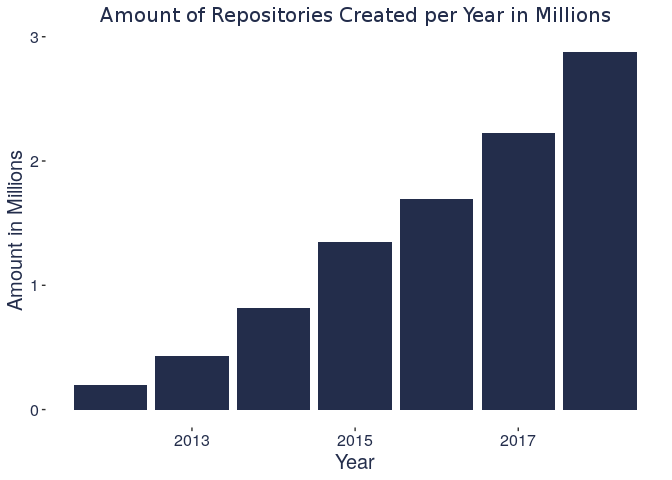 Amount of Repositories Created per Year in Millions
Amount in Millions
3
2
1
0
2013
2015
2017
Year